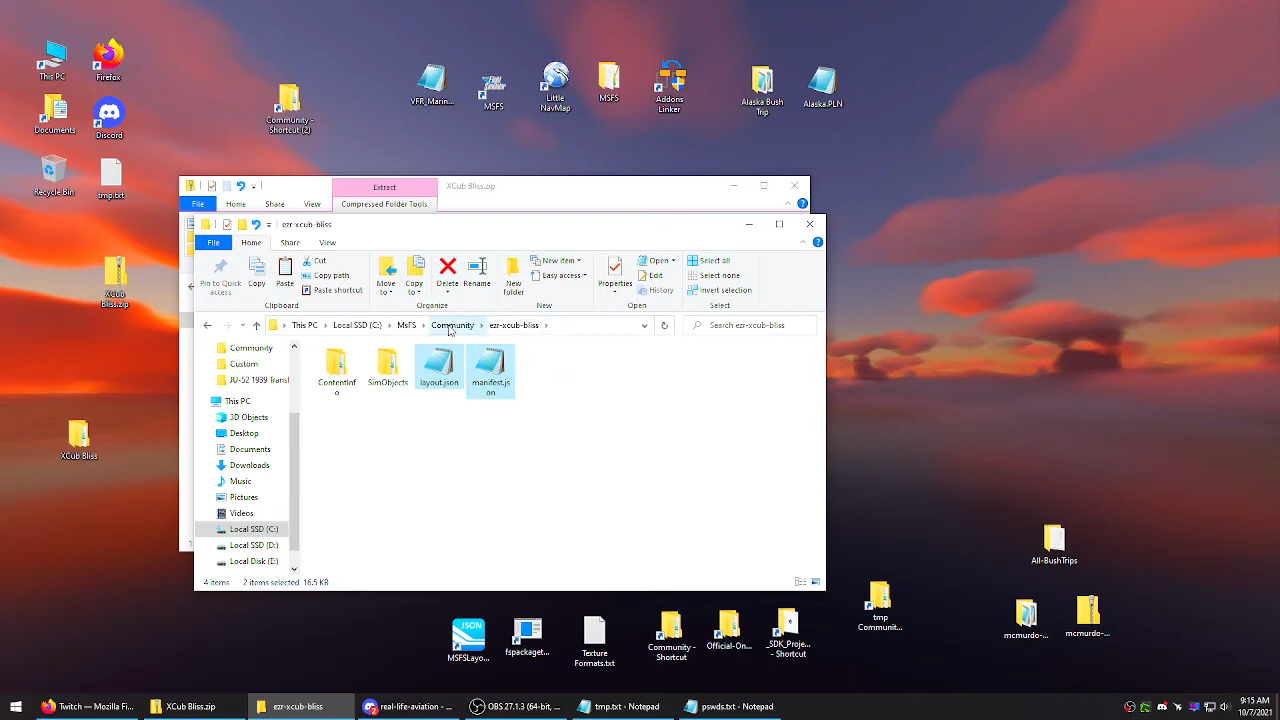 This PC
Firefox
Community -
Shortcut (2)
VFR_Marin...
MSFS
Little
NavMap
MSFS
Addons
Linker
Alaska Bush
Trip
Alaska.PLN
Documents
Discord
Recycle Bin
tmp.txt
XCub
Bliss.zip
XCub Bliss
Extract
XCub Bliss.zip
File
Home
Share
View
Compressed Folder Tools
ezr-xcub-bliss
File
Home
Share
View
Pin to Quick
access
Copy
Paste
Cut
Copy path
Paste shortcut
Clipboard
Move
to
Copy
to
Delete
Rename
Organize
New
folder
New item
Easy access
New
Properties
Open
Edit
History
Open
Select all
Select none
Invert selection
Select
This PC
Local SSD (C:)
MsFS
Community
ezr-xcub-bliss
Search ezr-xcub-bliss
Community
Custom
JU-52 1939 Transl
This PC
3D Objects
Desktop
Documents
Downloads
Music
Pictures
Videos
Local SSD (C:)
Local SSD (D:)
Local Disk (E:)
ContentInf
o
SimObjects
layout.json
manifest.js
on
4 items
2 items selected 16.5 KB
All-BushTrips
JSON
MSFSLayo...
fspackaget...
Texture
Formats.txt
Community -
Shortcut
Official-On...
_SDK_Proje...
- Shortcut
tmp
Communit...
mcmurdo-...
mcmurdo-...
Twitch — Mozilla Fi...
XCub Bliss.zip
ezr-xcub-bliss
real-life-aviation - ...
OBS 27.1.3 (64-bit, ...
tmp.txt - Notepad
pswds.txt - Notepad
9:15 AM
10/7/2021